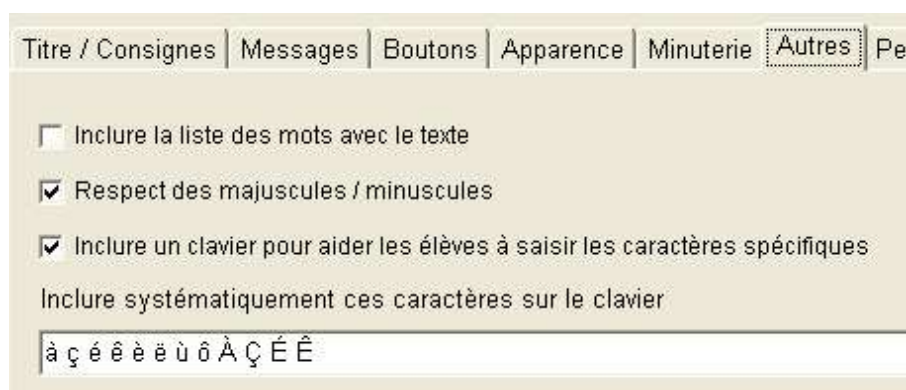 Titre / Consignes Messages Boutons Apparence Minuterie Autres Pe
Inclure la liste des mots avec le texte
Respect des majuscules / minuscules
Inclure un clavier pour aider les élèves à saisir les caractères spécifiques
Inclure systématiquement ces caractères sur le clavier
à ç é ê è ë ù ô À Ç É Ê